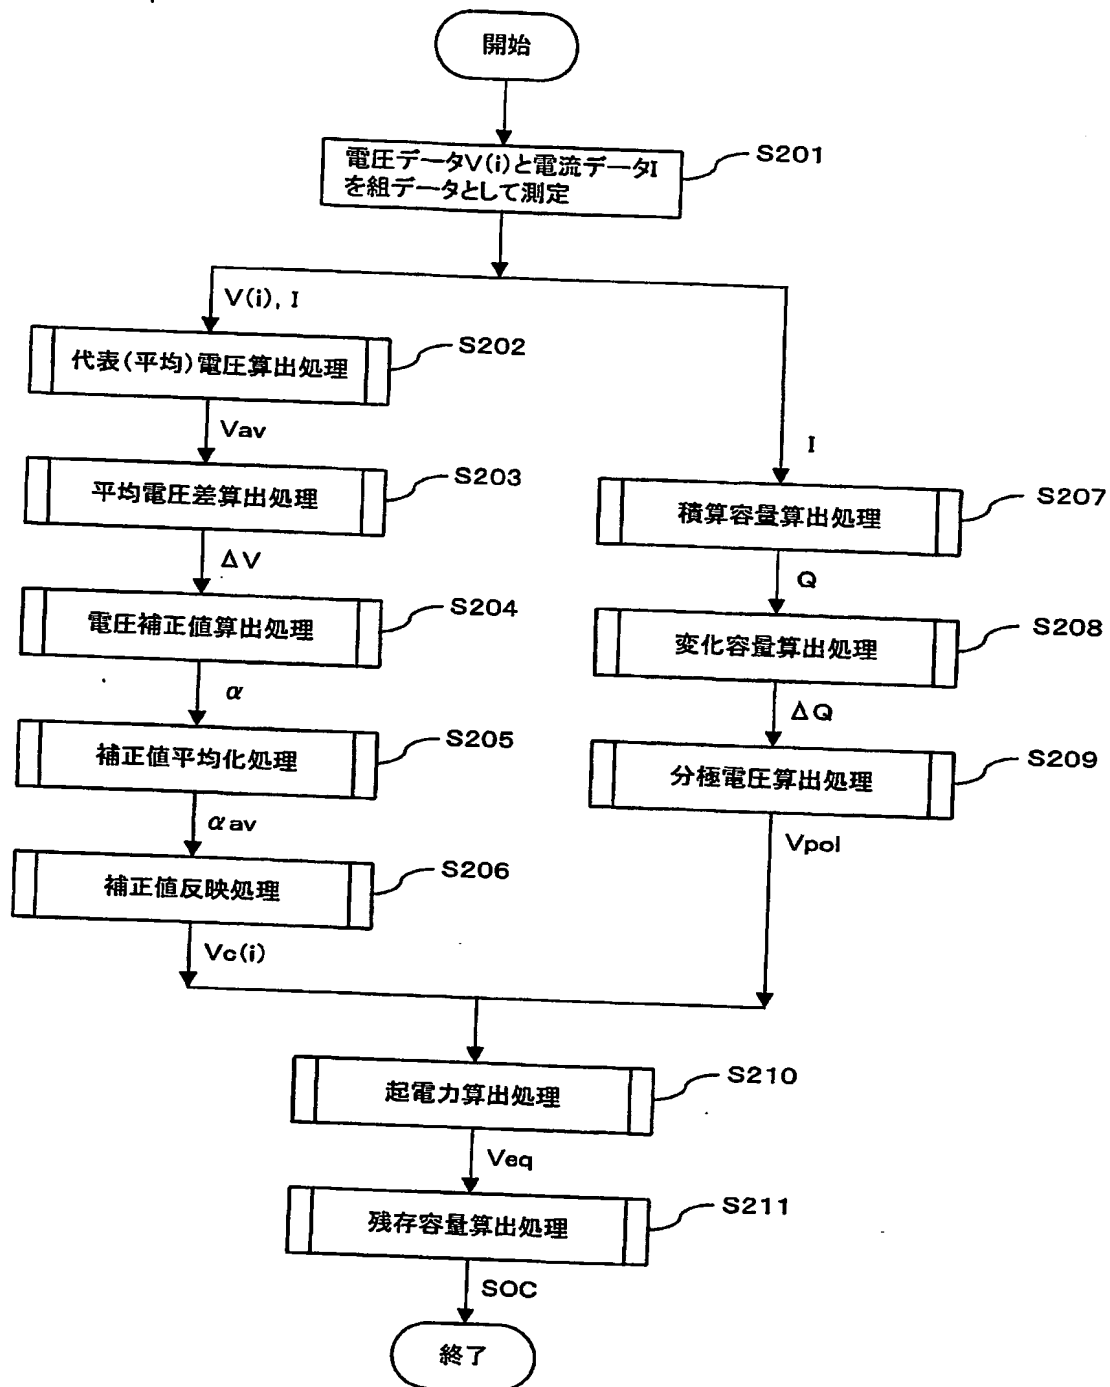 開始
電圧データV(i)と電流データI
を組データとして測定
S201
V(i), I
代表(平均)電圧算出処理
S202
Vav
平均電圧差算出処理
S203
ΔV
電圧補正値算出処理
S204
α
補正値平均化処理
S205
αav
補正値反映処理
S206
Vc(i)
I
積算容量算出処理
S207
Q
変化容量算出処理
S208
ΔQ
分極電圧算出処理
S209
Vpol
起電力算出処理
S210
Veq
残存容量算出処理
S211
SOC
終了